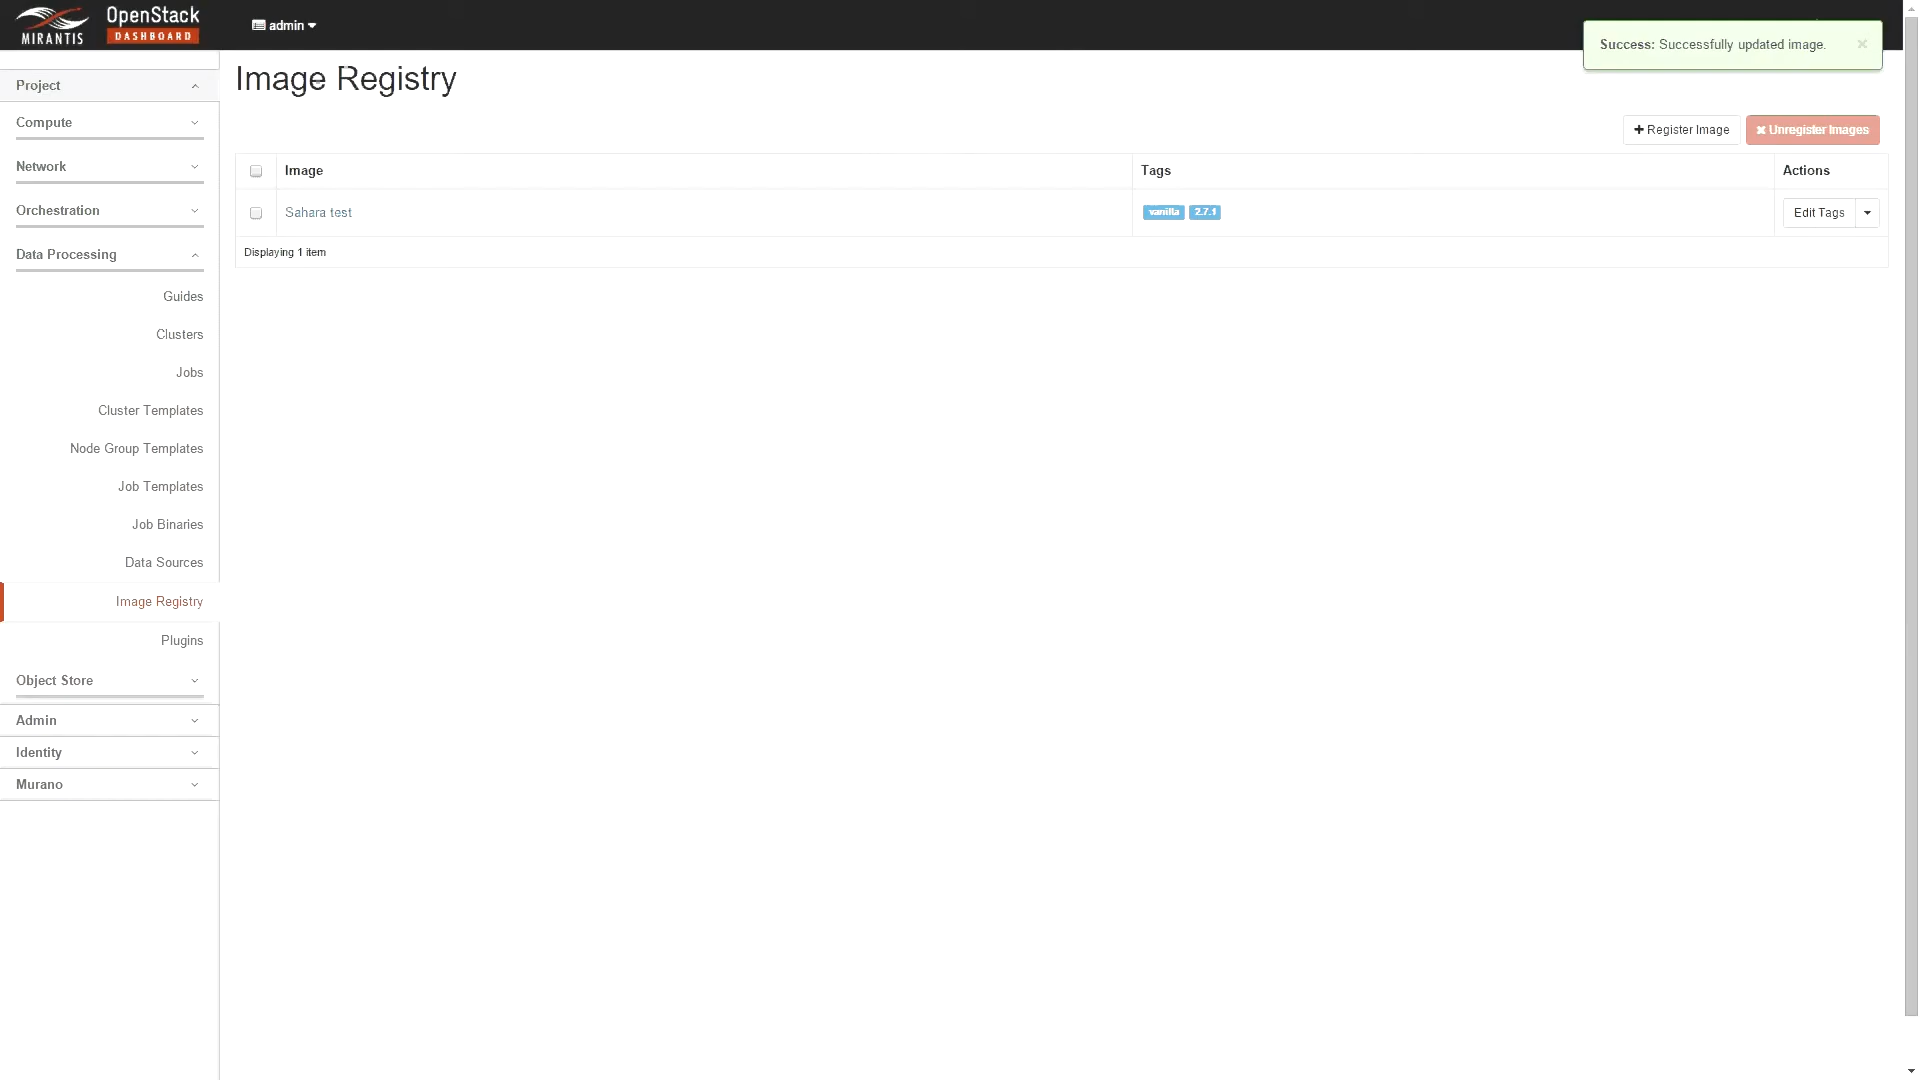 MIRANTIS
OpenStack
DASHBOARD
admin
Success: Successfully updated image.
Project
Compute
Network
Orchestration
Data Processing
Guides
Clusters
Jobs
Cluster Templates
Node Group Templates
Job Templates
Job Binaries
Data Sources
Image Registry
Plugins
Object Store
Admin
Identity
Murano
Image Registry
Register Image
Unregister Images
Image Tags Actions
Sahara test vanilla 2.7.1 Edit Tags
Displaying 1 item